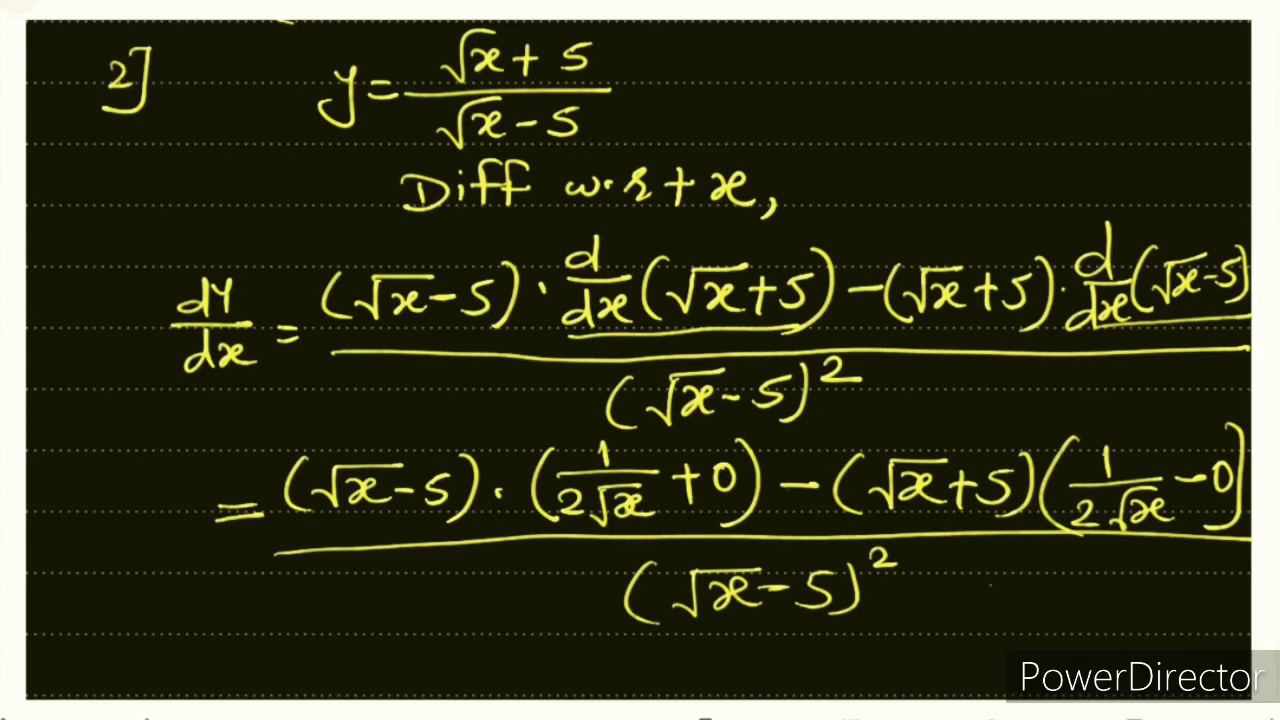 2] y = (√x + 5) / (√x - 5)
Diff w.r.t x,
dy/dx = ((√x - 5) · d/dx (√x + 5) - (√x + 5) · d/dx (√x - 5)) / (√x - 5)²
= ((√x - 5) · (1/2√x + 0) - (√x + 5) (1/2√x - 0)) / (√x - 5)²
PowerDirector